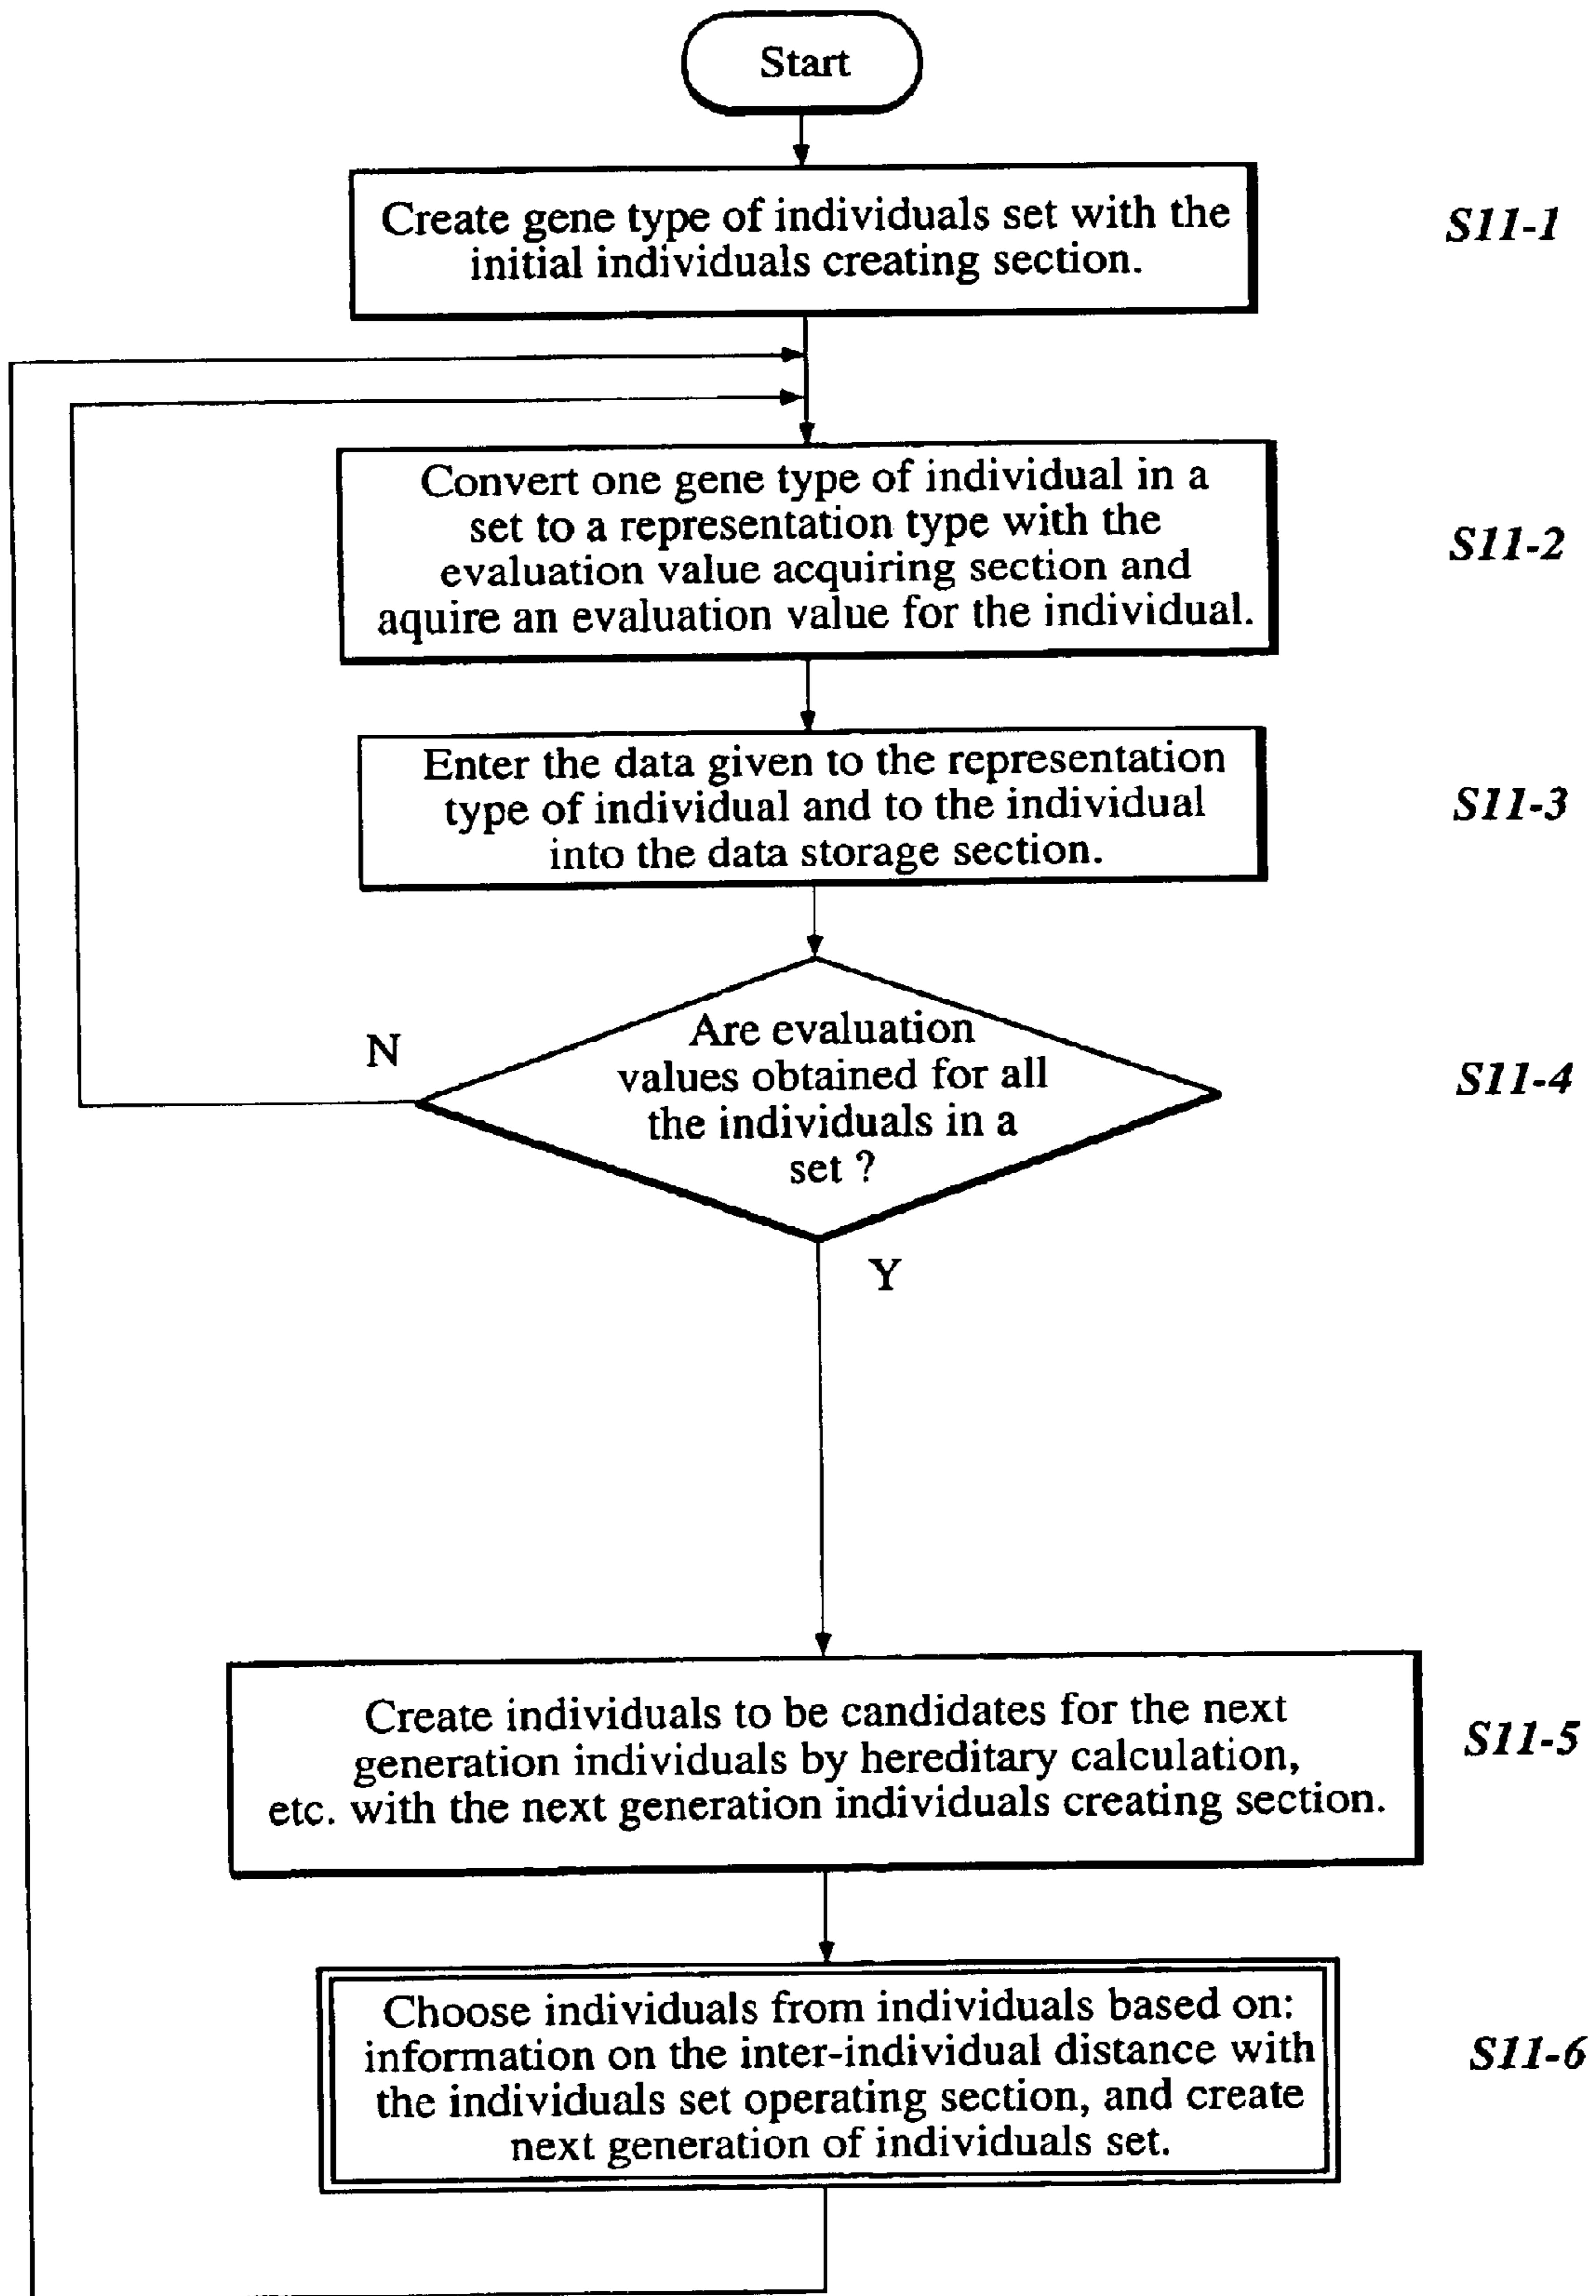 Start
Create gene type of individuals set with the
initial individuals creating section.
S11-1
Convert one gene type of individual in a
set to a representation type with the
evaluation value acquiring section and
aquire an evaluation value for the individual.
S11-2
Enter the data given to the representation
type of individual and to the individual
into the data storage section.
S11-3
N
Are evaluation
values obtained for all
the individuals in a
set ?
S11-4
Y
Create individuals to be candidates for the next
generation individuals by hereditary calculation,
etc. with the next generation individuals creating section.
S11-5
Choose individuals from individuals based on:
information on the inter-individual distance with
the individuals set operating section, and create
next generation of individuals set.
S11-6